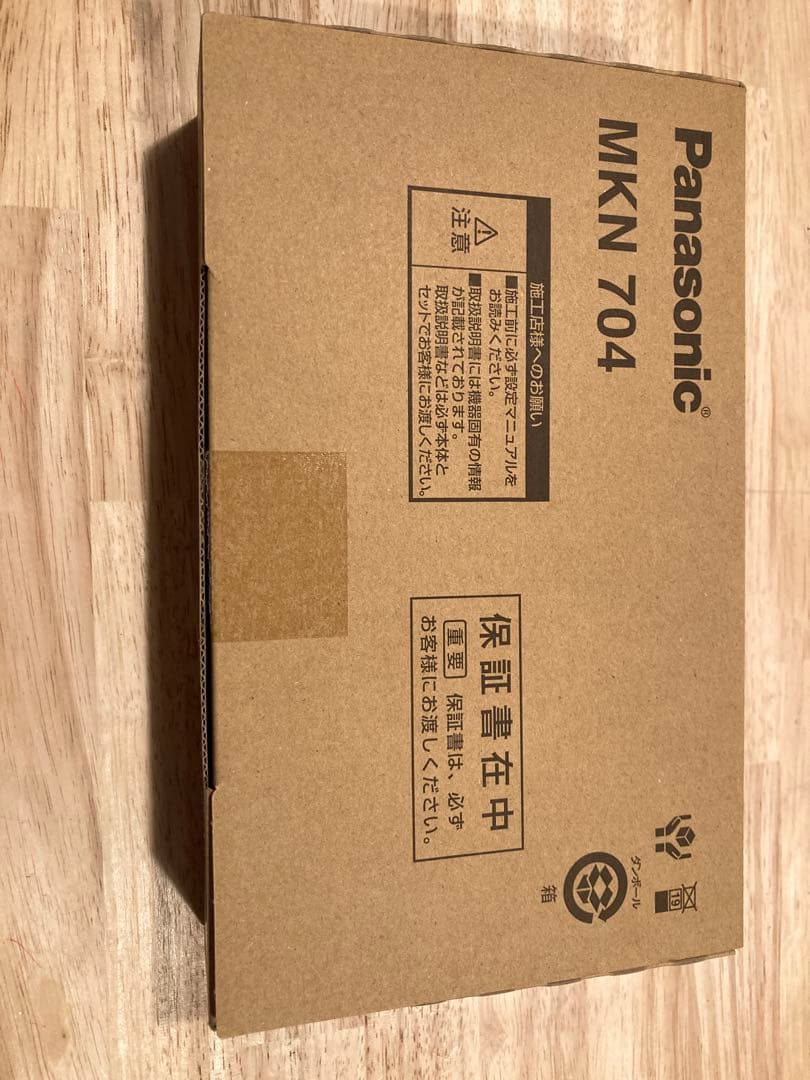 Panasonic®
MKN 704
施工店様へのお願い
注意
■施工前に必ず設定マニュアルを
お読みください。
■取扱説明書には機器固有の情報
が記載されております。
取扱説明書などは必ず本体と
セットでお客様にお渡しください。
保証書在中
重要 保証書は、必ず
お客様にお渡しください。
19
ダンボール
箱